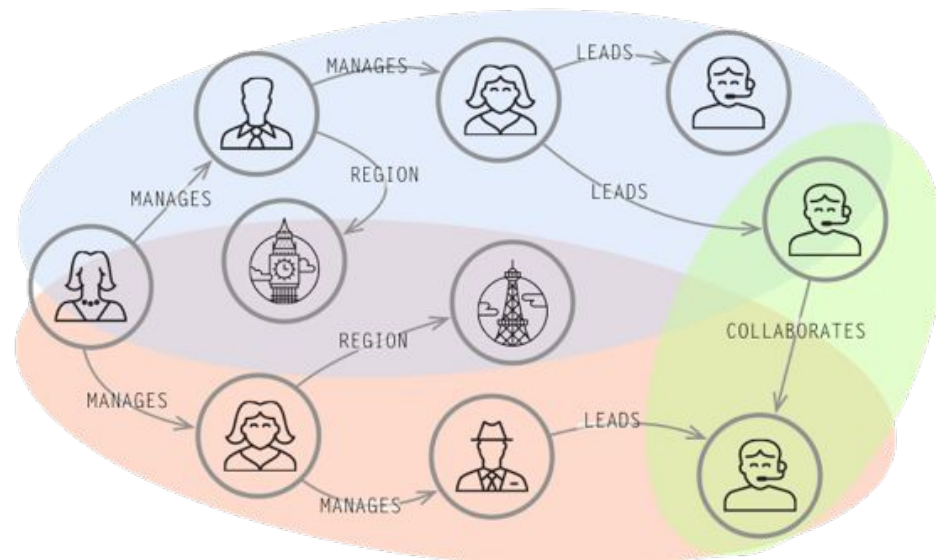 LEADS
MANAGES
REGION
MANAGES
LEADS
COLLABORATES
REGION
MANAGES
LEADS
MANAGES